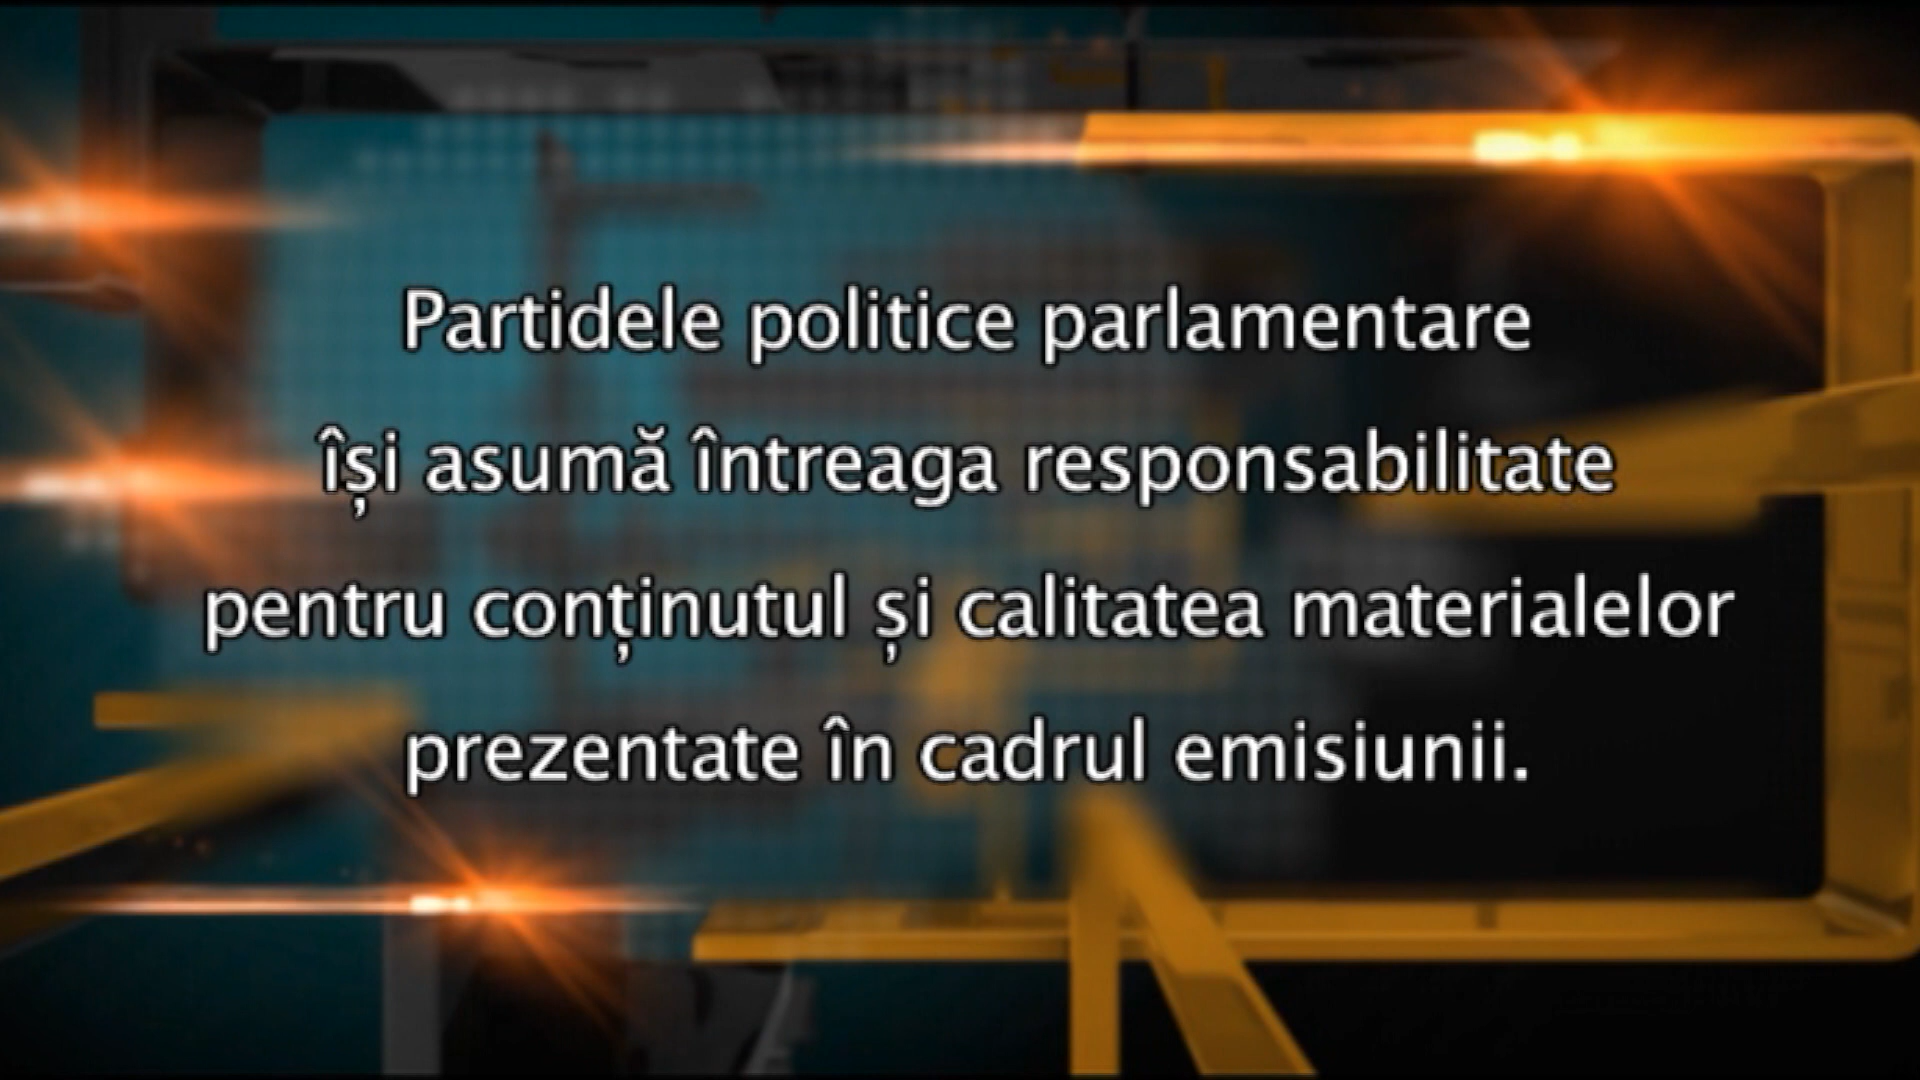 Partidele politice parlamentare
își asumă întreaga responsabilitate
pentru conținutul și calitatea materialelor
prezentate în cadrul emisiunii.